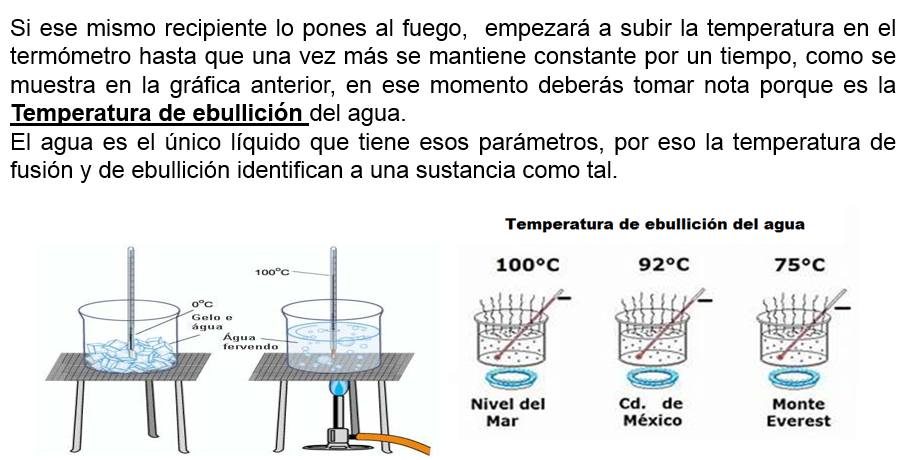 Si ese mismo recipiente lo pones al fuego, empezará a subir la temperatura en el
termómetro hasta que una vez más se mantiene constante por un tiempo, como se
muestra en la gráfica anterior, en ese momento deberás tomar nota porque es la
Temperatura de ebullición del agua.
El agua es el único líquido que tiene esos parámetros, por eso la temperatura de
fusión y de ebullición identifican a una sustancia como tal.
0°C
Gelo e
água
100°C
Água
fervendo
Temperatura de ebullición del agua
100°C
92°C
75°C
Nivel del
Mar
Cd. de
México
Monte
Everest